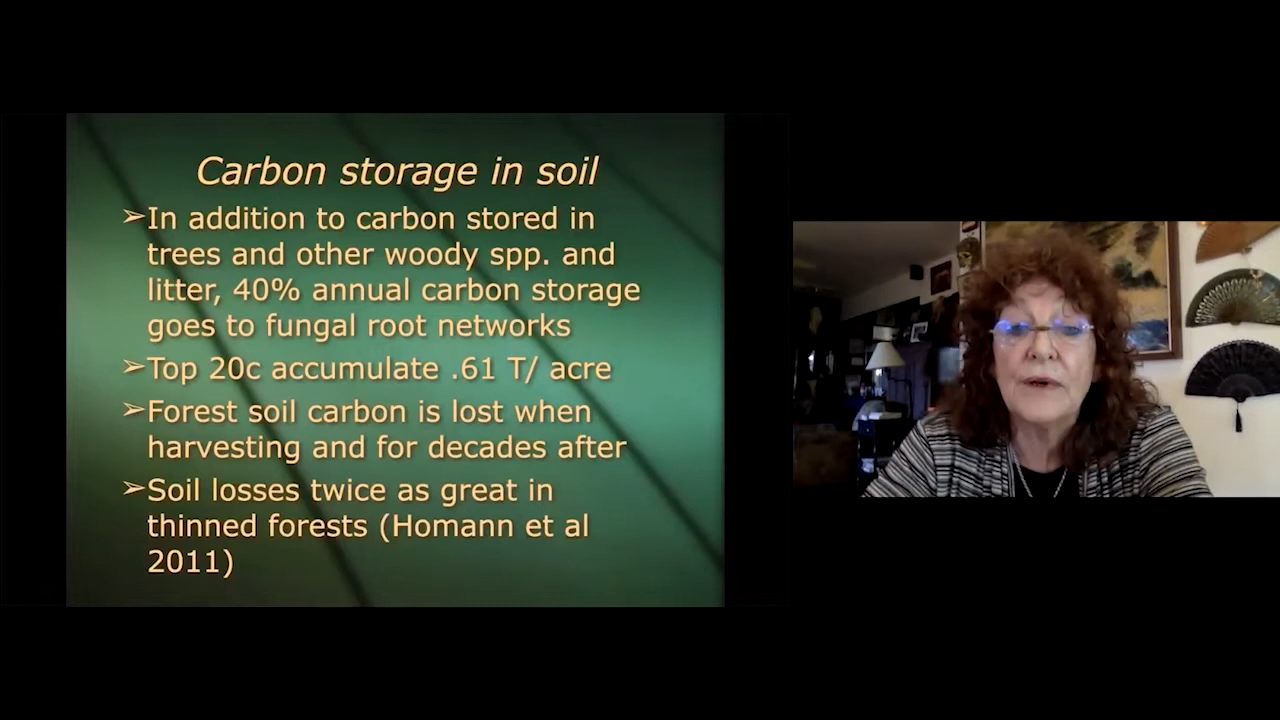 Carbon storage in soil
➢In addition to carbon stored in
trees and other woody spp. and
litter, 40% annual carbon storage
goes to fungal root networks
➢Top 20c accumulate .61 T/ acre
➢Forest soil carbon is lost when
harvesting and for decades after
➢Soil losses twice as great in
thinned forests (Homann et al
2011)